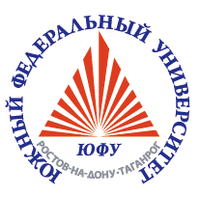 ЮЖНЫЙ ФЕДЕРАЛЬНЫЙ УНИВЕРСИТЕТ
ЮФУ
РОСТОВ-НА-ДОНУ•ТАГАНРОГ